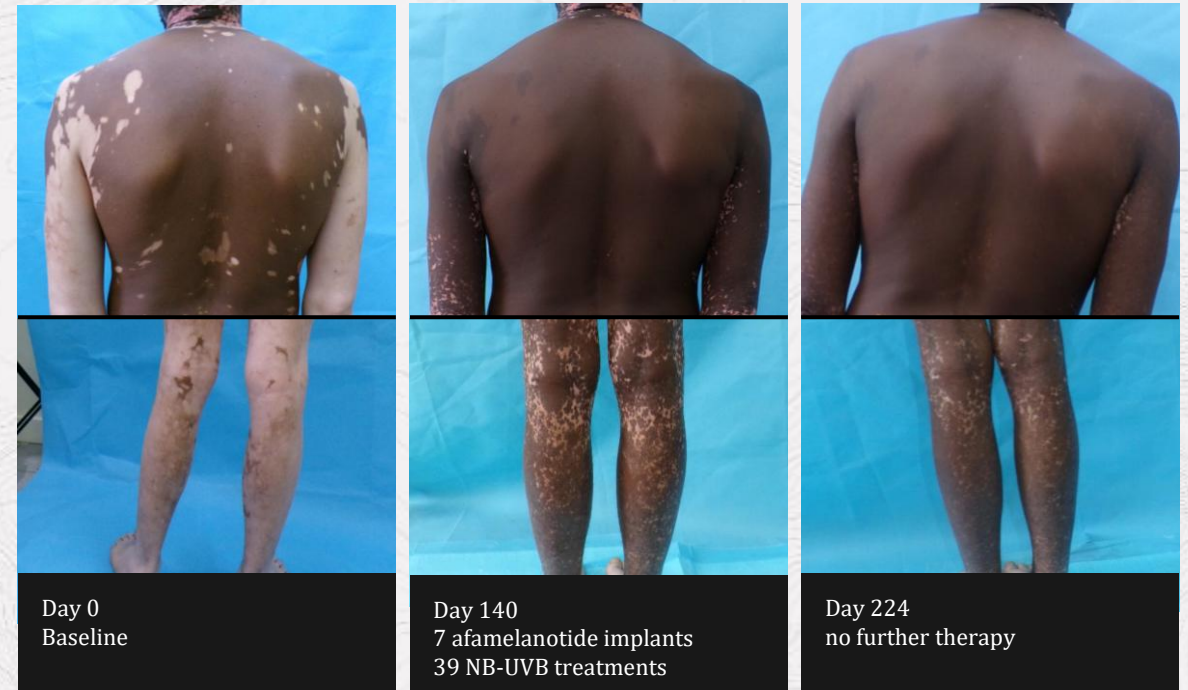 Day 0
Baseline
Day 140
7 afamelanotide implants
39 NB-UVB treatments
Day 224
no further therapy